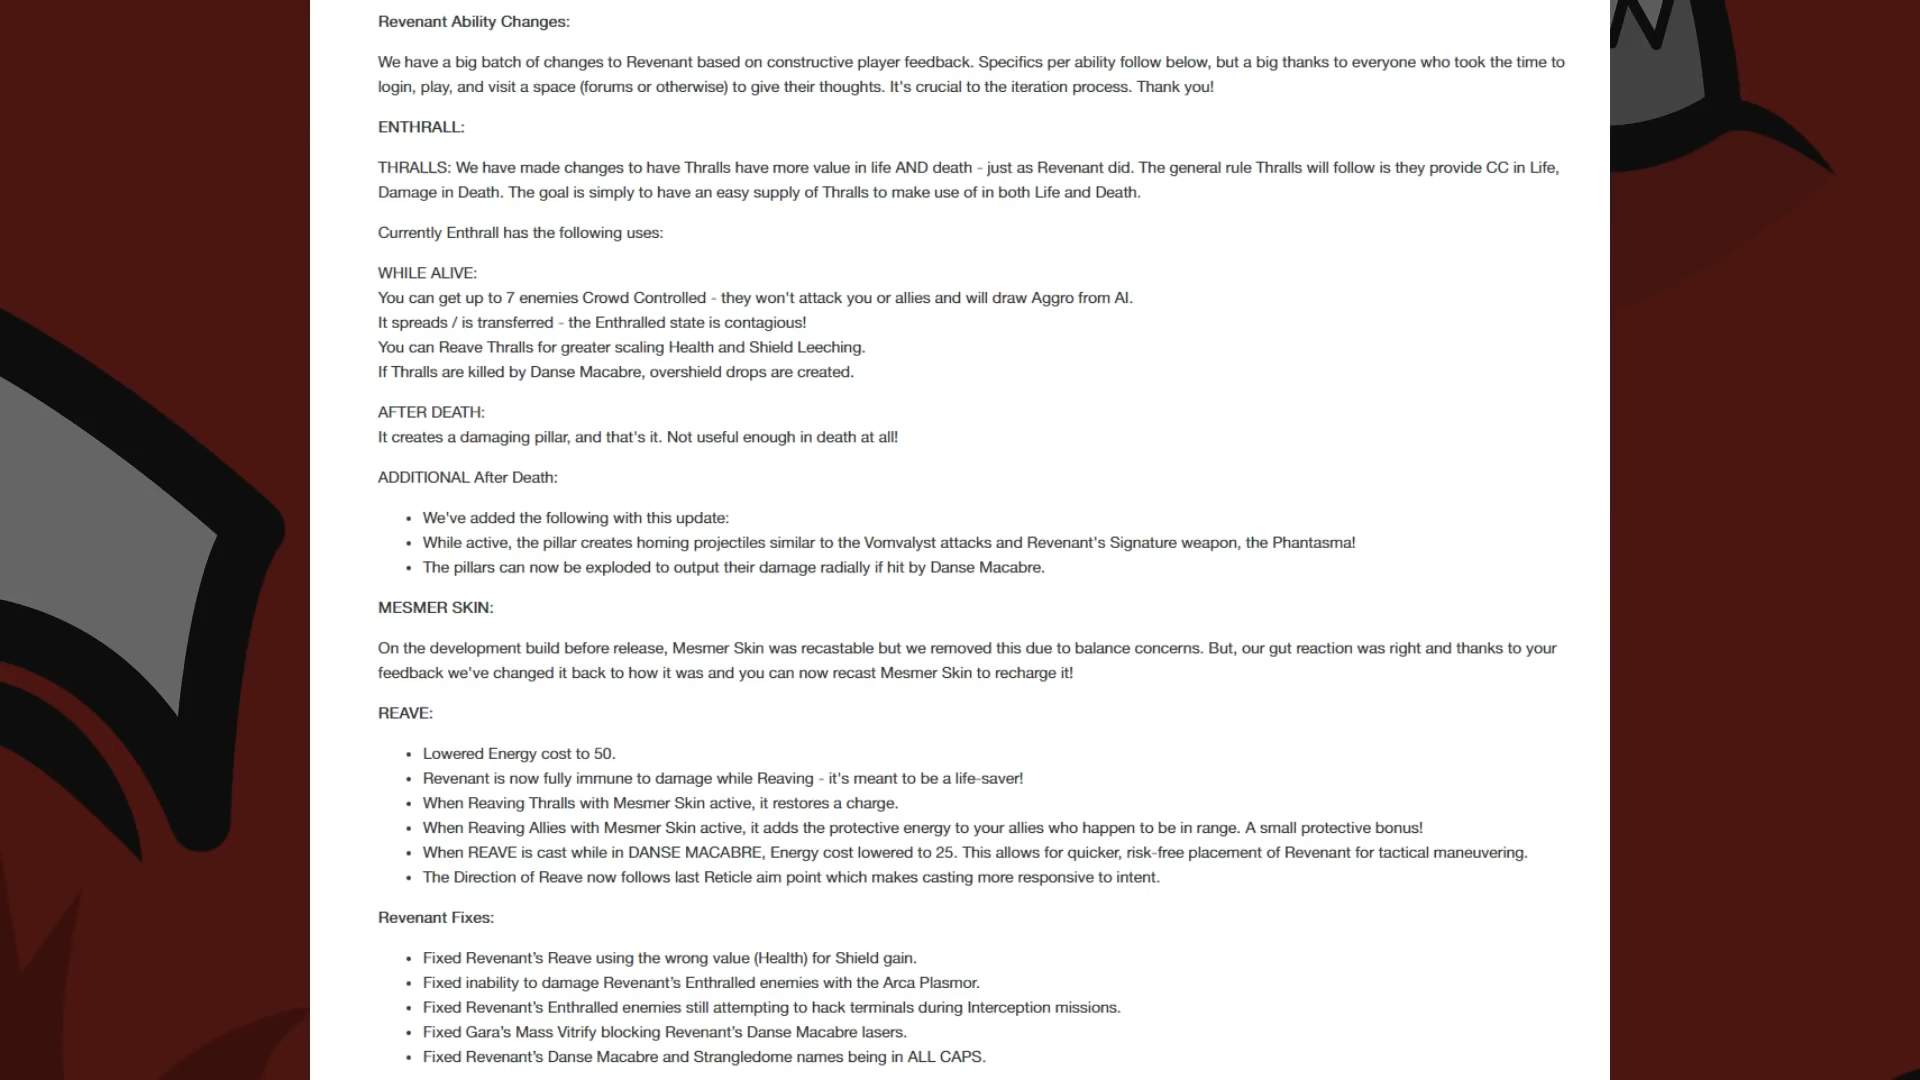 Revenant Ability Changes:
We have a big batch of changes to Revenant based on constructive player feedback. Specifics per ability follow below, but a big thanks to everyone who took the time to
login, play, and visit a space (forums or otherwise) to give their thoughts. It's crucial to the iteration process. Thank you!
ENTHRALL:
THRALLS: We have made changes to have Thralls have more value in life AND death - just as Revenant did. The general rule Thralls will follow is they provide CC in Life,
Damage in Death. The goal is simply to have an easy supply of Thralls to make use of in both Life and Death.
Currently Enthrall has the following uses:
WHILE ALIVE:
You can get up to 7 enemies Crowd Controlled - they won't attack you or allies and will draw Aggro from AI.
It spreads / is transferred - the Enthralled state is contagious!
You can Reave Thralls for greater scaling Health and Shield Leeching.
If Thralls are killed by Danse Macabre, overshield drops are created.
AFTER DEATH:
It creates a damaging pillar, and that's it. Not useful enough in death at all!
ADDITIONAL After Death:
• We've added the following with this update:
• While active, the pillar creates homing projectiles similar to the Vomvalyst attacks and Revenant's Signature weapon, the Phantasma!
• The pillars can now be exploded to output their damage radially if hit by Danse Macabre.
MESMER SKIN:
On the development build before release, Mesmer Skin was recastable but we removed this due to balance concerns. But, our gut reaction was right and thanks to your
feedback we've changed it back to how it was and you can now recast Mesmer Skin to recharge it!
REAVE:
• Lowered Energy cost to 50.
• Revenant is now fully immune to damage while Reaving - it's meant to be a life-saver!
• When Reaving Thralls with Mesmer Skin active, it restores a charge.
• When Reaving Allies with Mesmer Skin active, it adds the protective energy to your allies who happen to be in range. A small protective bonus!
• When REAVE is cast while in DANSE MACABRE, Energy cost lowered to 25. This allows for quicker, risk-free placement of Revenant for tactical maneuvering.
• The Direction of Reave now follows last Reticle aim point which makes casting more responsive to intent.
Revenant Fixes:
• Fixed Revenant’s Reave using the wrong value (Health) for Shield gain.
• Fixed inability to damage Revenant’s Enthralled enemies with the Arca Plasmor.
• Fixed Revenant’s Enthralled enemies still attempting to hack terminals during Interception missions.
• Fixed Gara’s Mass Vitrify blocking Revenant’s Danse Macabre lasers.
• Fixed Revenant’s Danse Macabre and Strangledome names being in ALL CAPS.